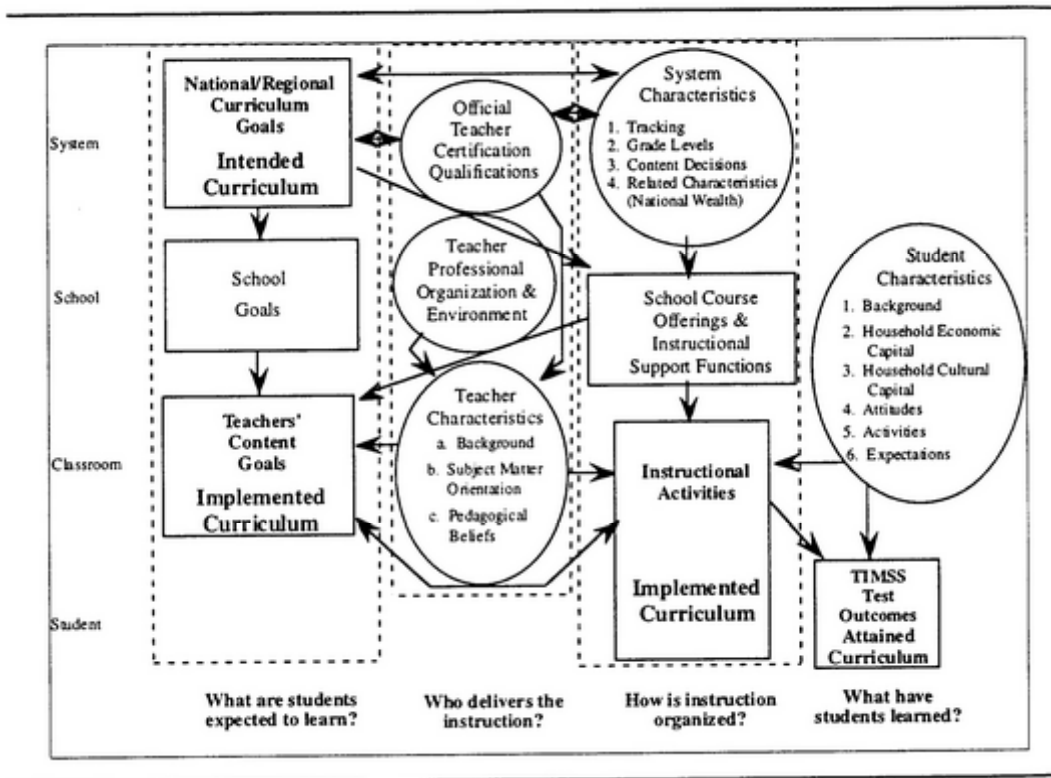 System
School
Classroom
Student
National/Regional
Curriculum
Goals
Intended
Curriculum
School
Goals
Teachers'
Content
Goals
Implemented
Curriculum
What are students
expected to learn?
Official
Teacher
Certification
Qualifications
Teacher
Professional
Organization &
Environment
Teacher
Characteristics
a. Background
b. Subject Matter
Orientation
c. Pedagogical
Beliefs
Who delivers the
instruction?
System
Characteristics
1. Tracking
2. Grade Levels
3. Content Decisions
4. Related Characteristics
(National Wealth)
School Course
Offerings &
Instructional
Support Functions
Instructional
Activities
Implemented
Curriculum
How is instruction
organized?
Student
Characteristics
1. Background
2. Household Economic
Capital
3. Household Cultural
Capital
4. Attitudes
5. Activities
6. Expectations
TIMSS
Test
Outcomes
Attained
Curriculum
What have
students learned?